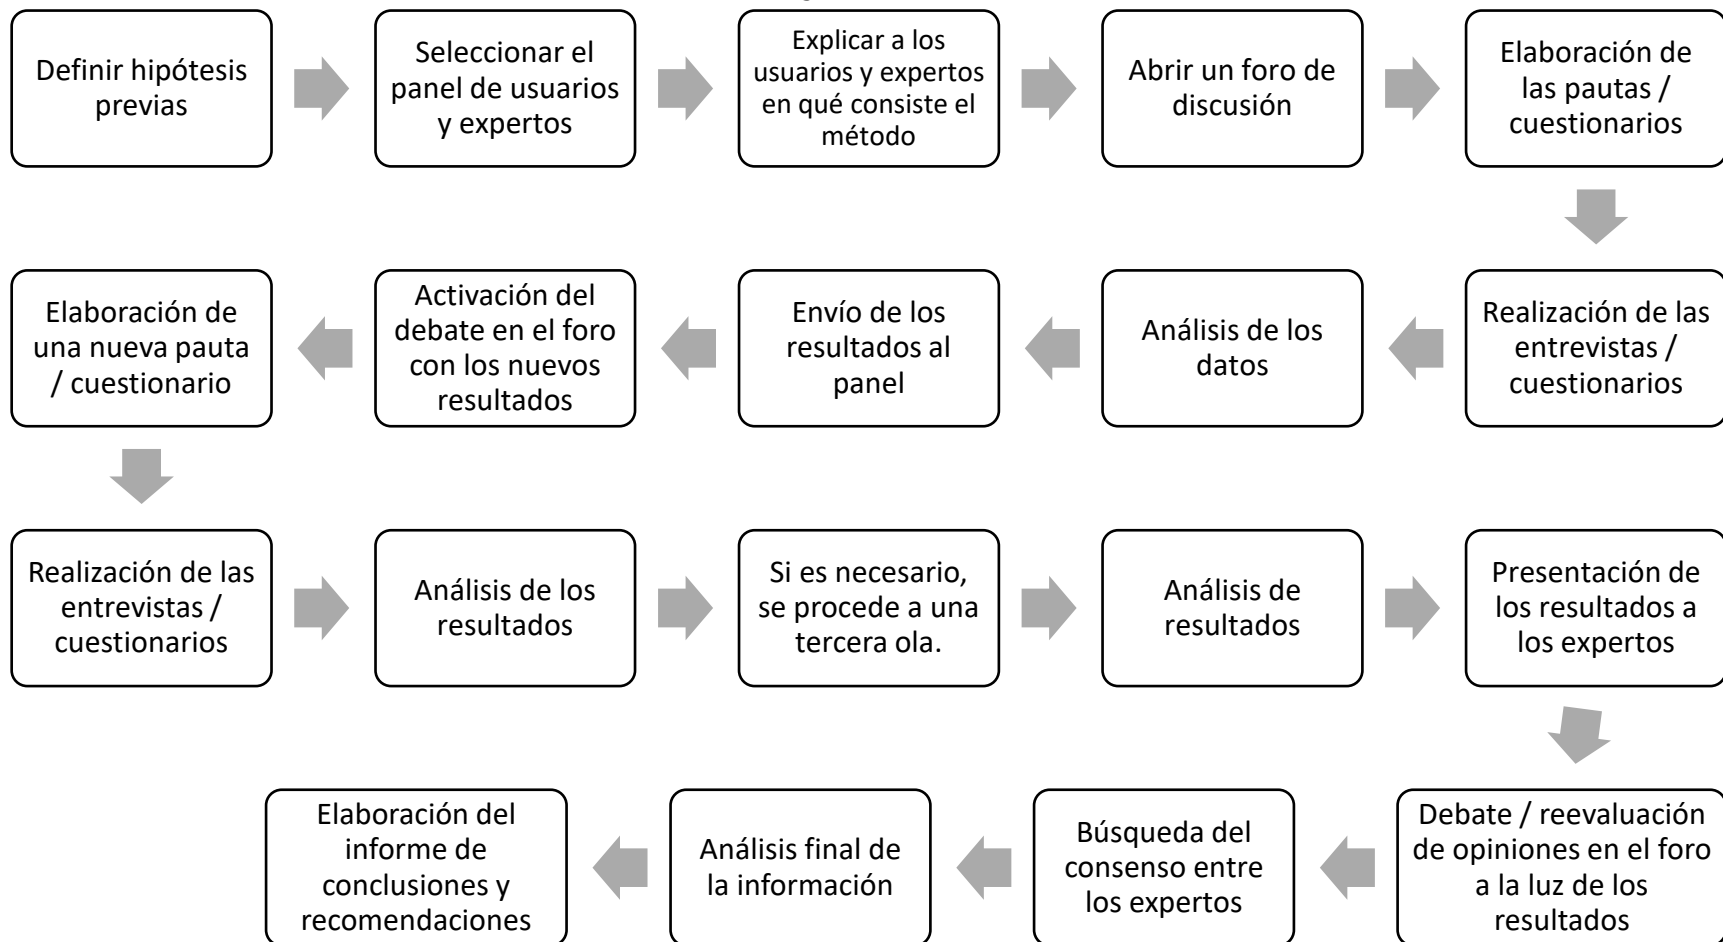 Definir hipótesis
previas
Seleccionar el
panel de usuarios
y expertos
Explicar a los
usuarios y expertos
en qué consiste el
método
Abrir un foro de
discusión
Elaboración de
las pautas /
cuestionarios
Realización de las
entrevistas /
cuestionarios
Análisis de los
datos
Envío de los
resultados al
panel
Activación del
debate en el foro
con los nuevos
resultados
Elaboración de
una nueva pauta
/ cuestionario
Realización de las
entrevistas /
cuestionarios
Análisis de los
resultados
Si es necesario,
se procede a una
tercera ola.
Análisis de
resultados
Presentación de
los resultados a
los expertos
Debate / reevaluación
de opiniones en el foro
a la luz de los
resultados
Búsqueda del
consenso entre
los expertos
Análisis final de
la información
Elaboración del
informe de
conclusiones y
recomendaciones